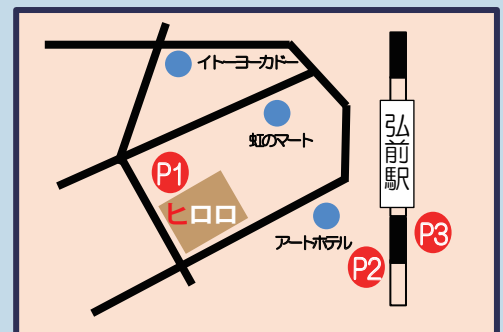 イトーヨーカドー
虹のマート
弘前駅
P1
ヒロロ
アートホテル
P2
P3